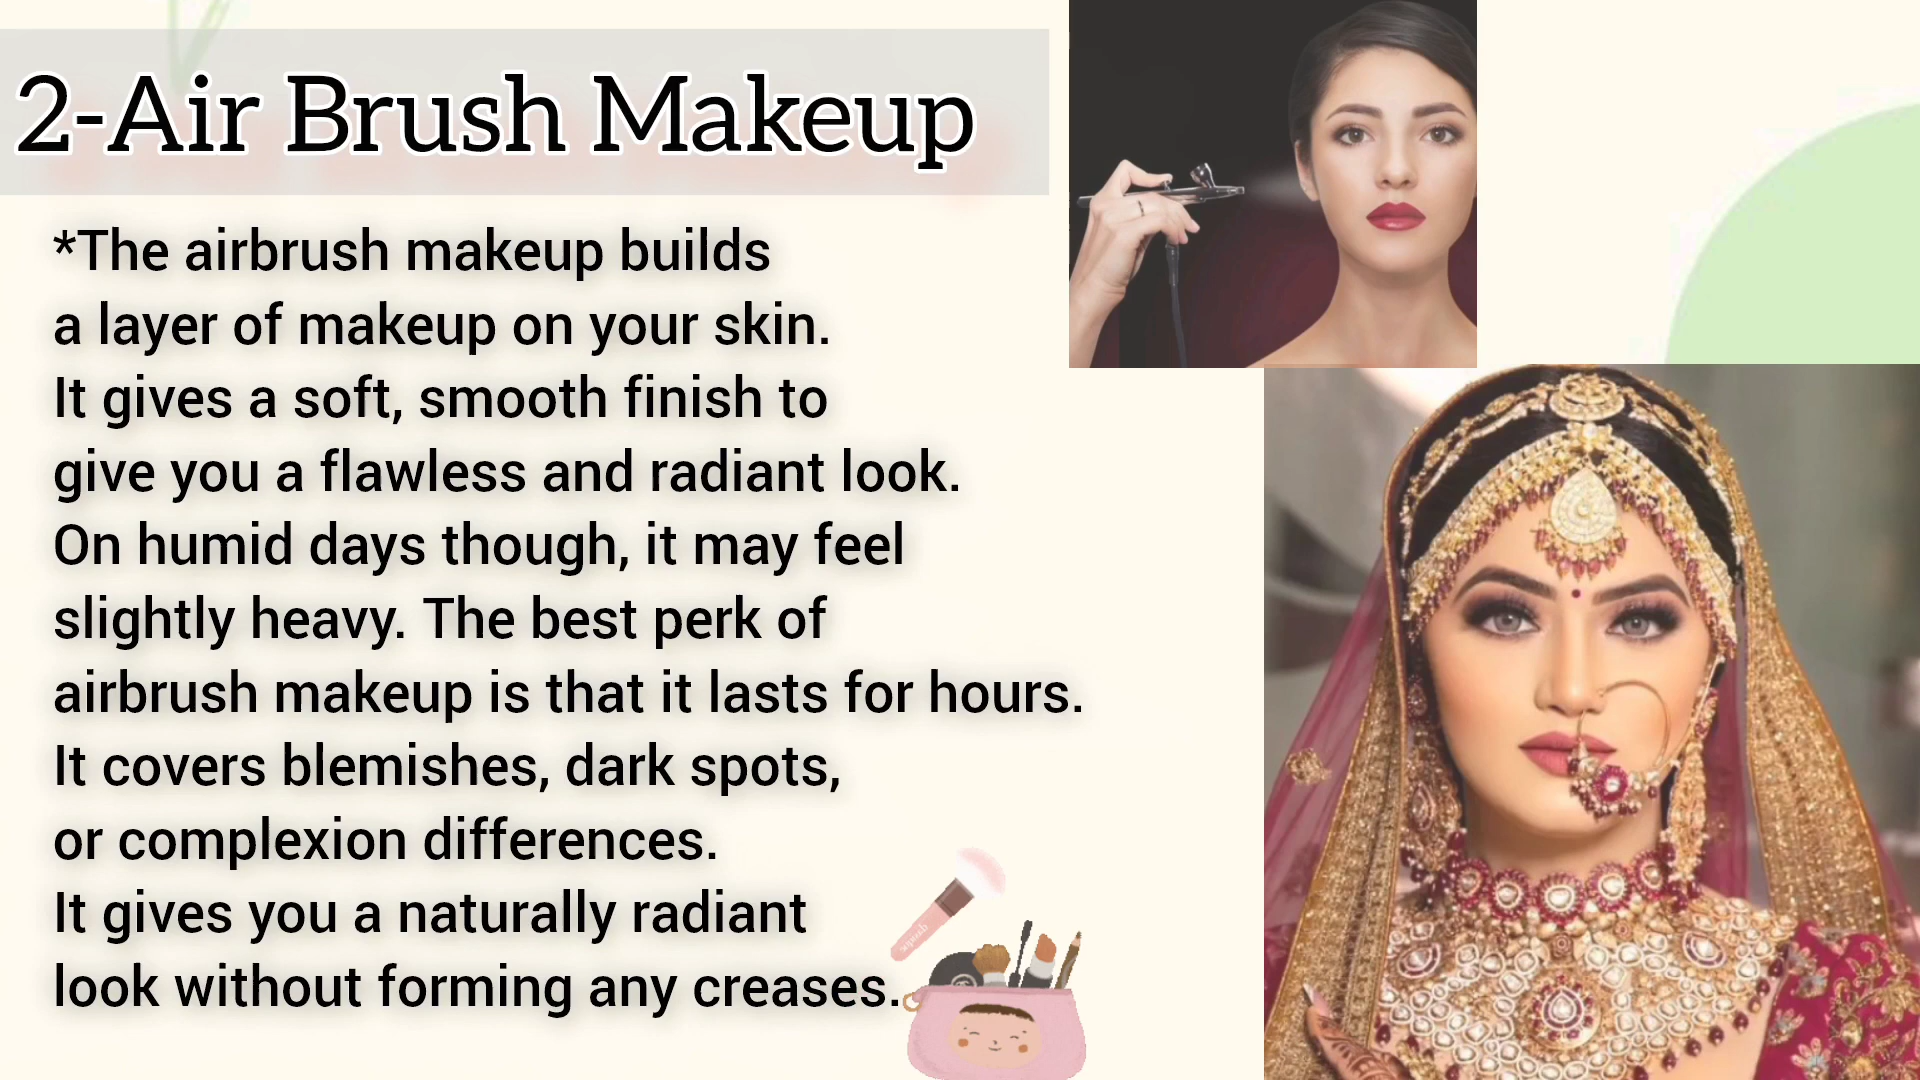 2-Air Brush Makeup
*The airbrush makeup builds
a layer of makeup on your skin.
It gives a soft, smooth finish to
give you a flawless and radiant look.
On humid days though, it may feel
slightly heavy. The best perk of
airbrush makeup is that it lasts for hours.
It covers blemishes, dark spots,
or complexion differences.
It gives you a naturally radiant
look without forming any creases.